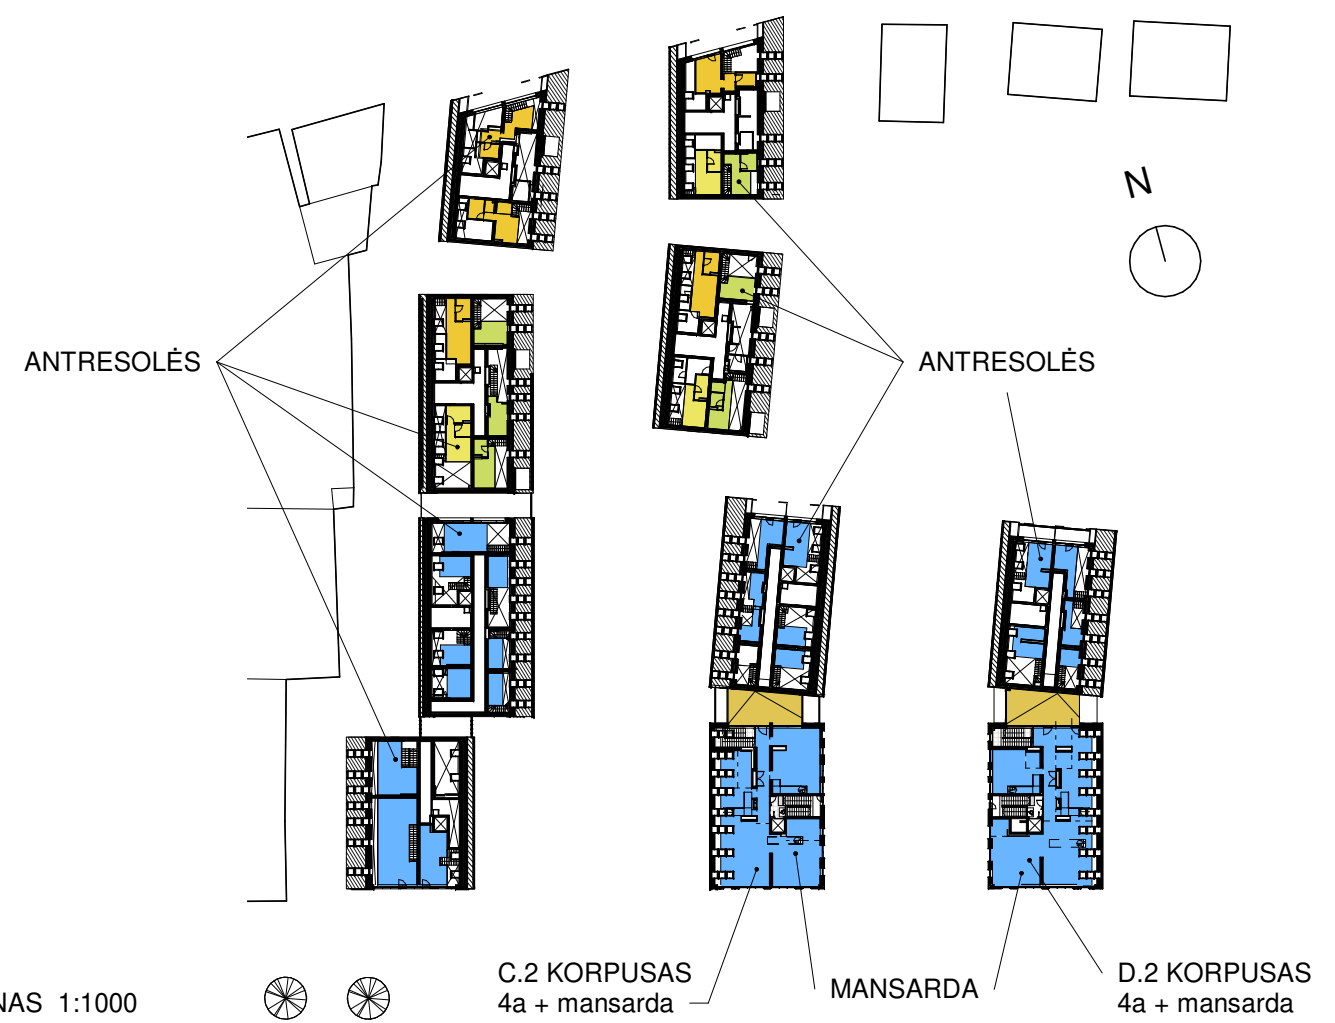 N
ANTRESOLĖS
ANTRESOLĖS
C.2 KORPUSAS
4a + mansarda
MANSARDA
D.2 KORPUSAS
4a + mansarda
NAS 1:1000